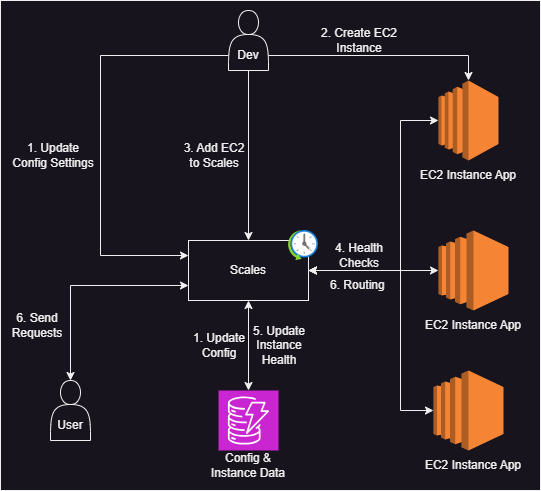 2. Create EC2
Instance
Dev
1. Update
Config Settings
3. Add EC2
to Scales
EC2 Instance App
Scales
4. Health
Checks
6. Routing
EC2 Instance App
6. Send
Requests
1. Update
Config
5. Update
Instance
Health
User
Config &
Instance Data
EC2 Instance App